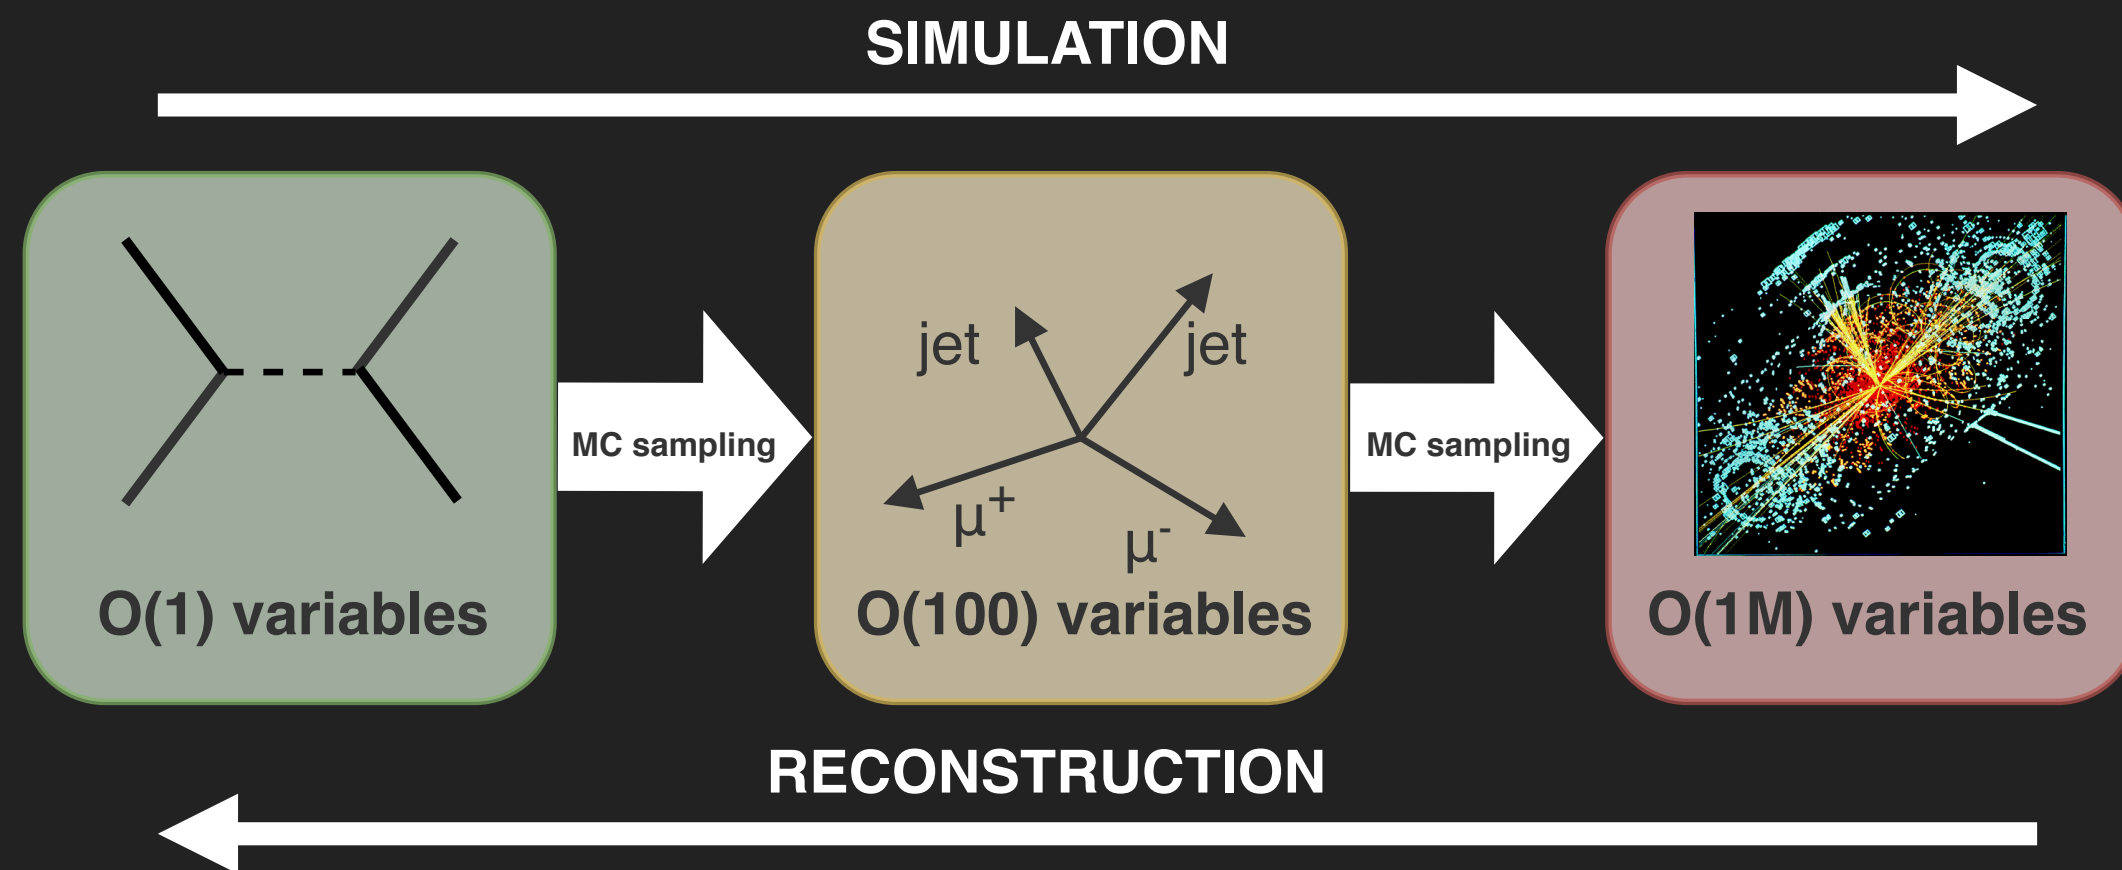 SIMULATION
jet
jet
MC sampling
MC sampling
μ+
μ-
O(1) variables
O(100) variables
O(1M) variables
RECONSTRUCTION